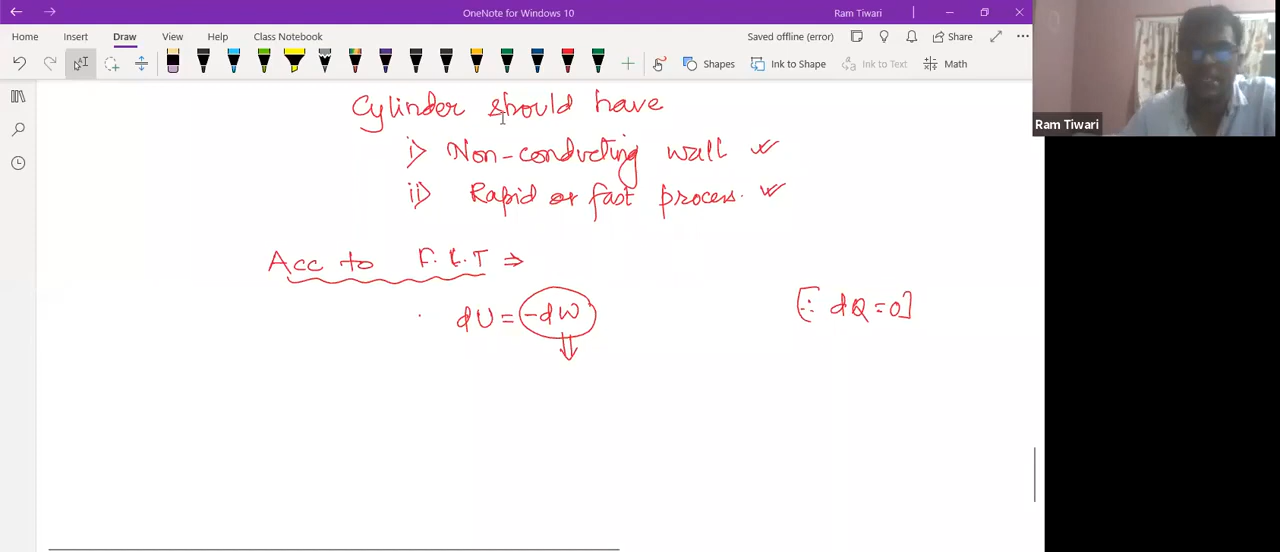 OneNote for Windows 10
Ram Tiwari
Home Insert Draw View Help Class Notebook
Saved offline (error)
Share
Shapes
Ink to Shape
Ink to Text
Math
Ram Tiwari
Cylinder should have
i) Non-conducting wall
ii) Rapid or fast process.
Acc to F.L.T ⇒
dU = -dW [∵ dQ = 0]